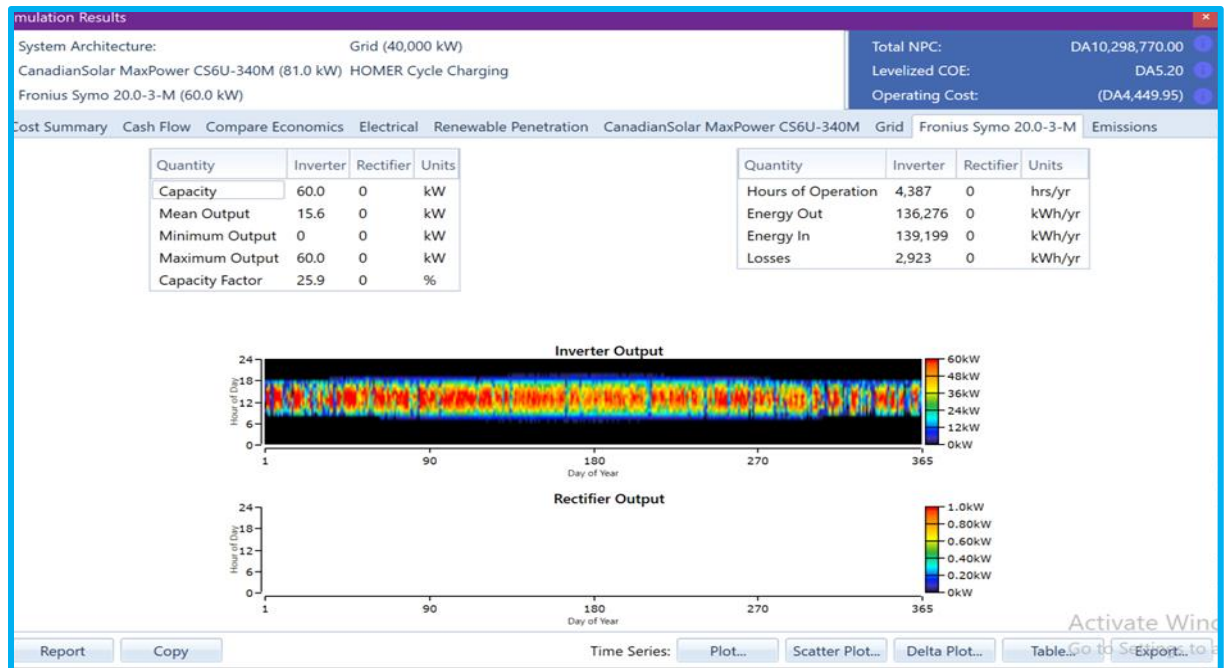 mulation Results
System Architecture: Grid (40,000 kW)
CanadianSolar MaxPower CS6U-340M (81.0 kW) HOMER Cycle Charging
Fronius Symo 20.0-3-M (60.0 kW)
Total NPC: DA10,298,770.00
Levelized COE: DA5.20
Operating Cost: (DA4,449.95)
Cost Summary Cash Flow Compare Economics Electrical Renewable Penetration CanadianSolar MaxPower CS6U-340M Grid Fronius Symo 20.0-3-M Emissions
Quantity Inverter Rectifier Units
Capacity 60.0 0 kW
Mean Output 15.6 0 kW
Minimum Output 0 0 kW
Maximum Output 60.0 0 kW
Capacity Factor 25.9 0 %
Quantity Inverter Rectifier Units
Hours of Operation 4,387 0 hrs/yr
Energy Out 136,276 0 kWh/yr
Energy In 139,199 0 kWh/yr
Losses 2,923 0 kWh/yr
Inverter Output
Hour of Day
24
18
12
6
0
1 90 180 270 365
Day of Year
60kW
48kW
36kW
24kW
12kW
0kW
Rectifier Output
Hour of Day
24
18
12
6
0
1 90 180 270 365
Day of Year
1.0kW
0.80kW
0.60kW
0.40kW
0.20kW
0kW
Activate Wind
Go to Settings to a
Report Copy Time Series: Plot... Scatter Plot... Delta Plot... Table... Export...